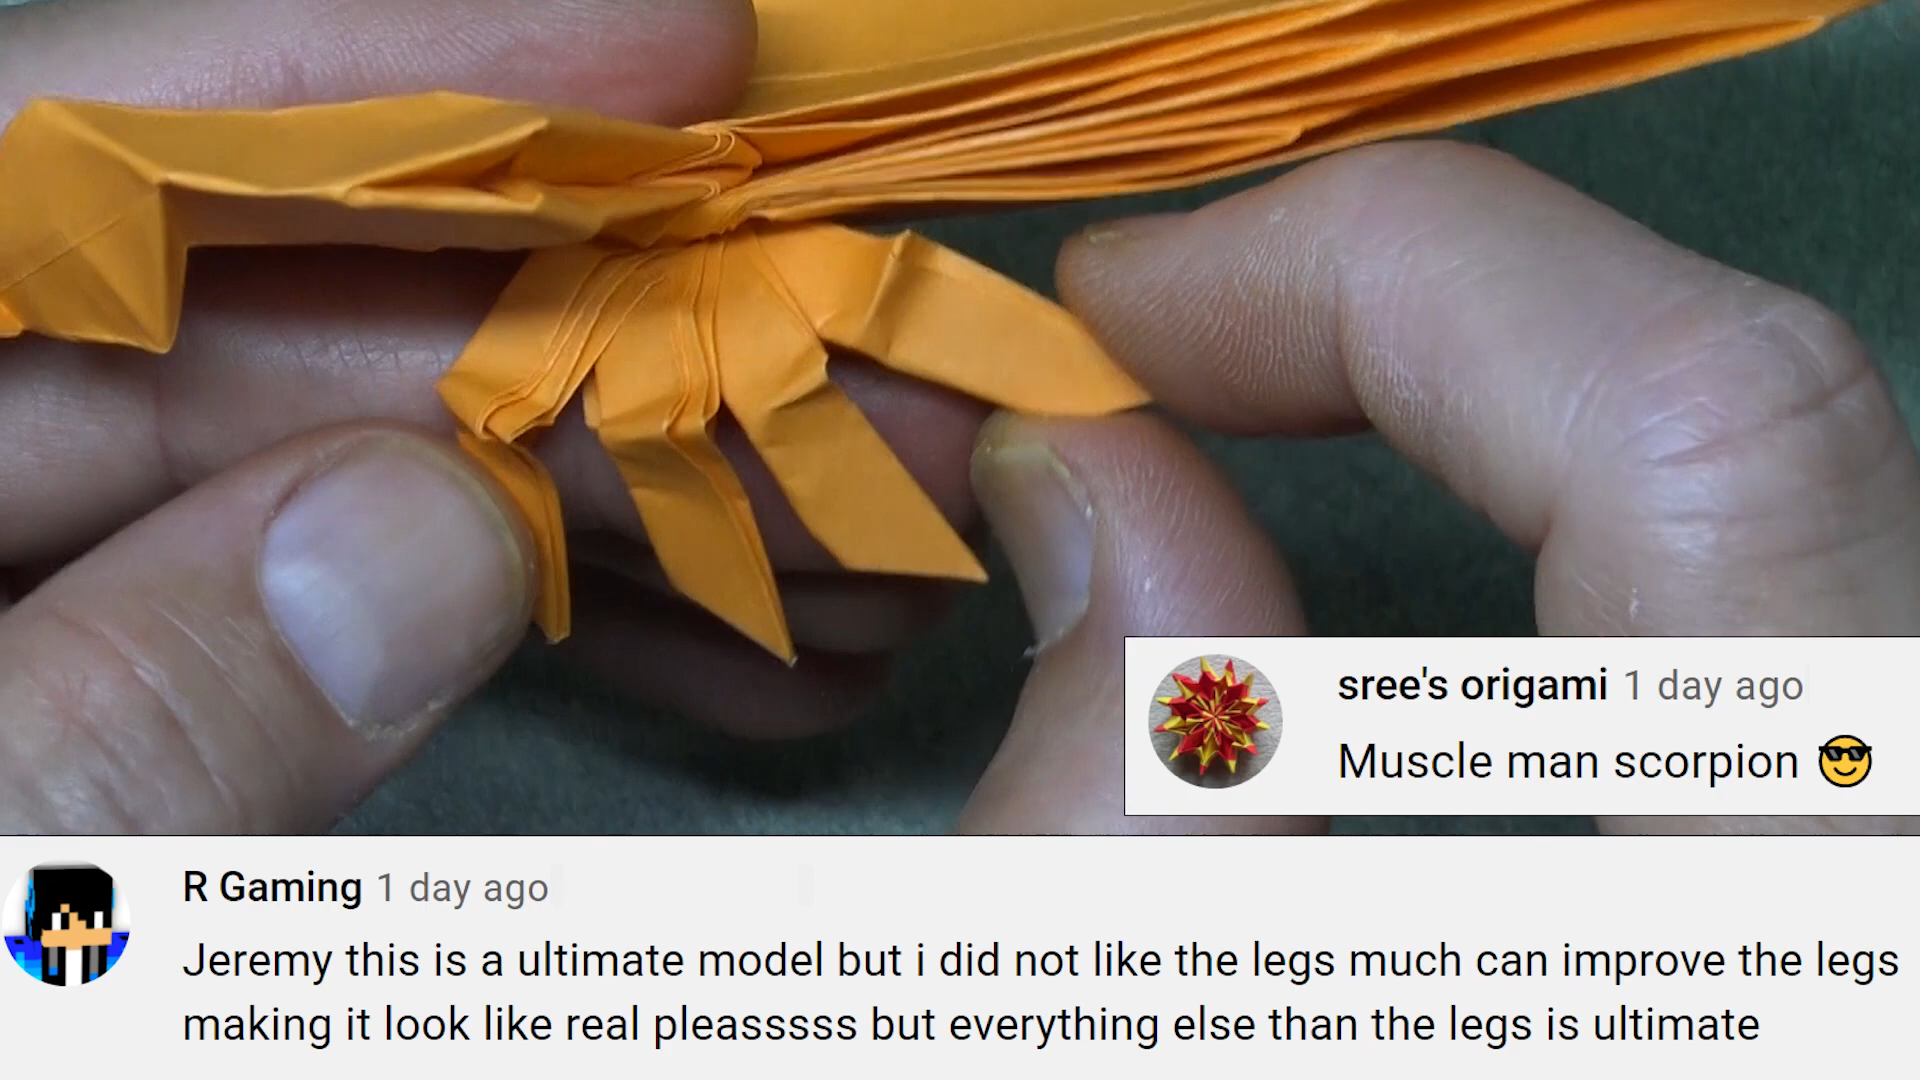 sree's origami 1 day ago
Muscle man scorpion 😎
R Gaming 1 day ago
Jeremy this is a ultimate model but i did not like the legs much can improve the legs
making it look like real pleasssss but everything else than the legs is ultimate